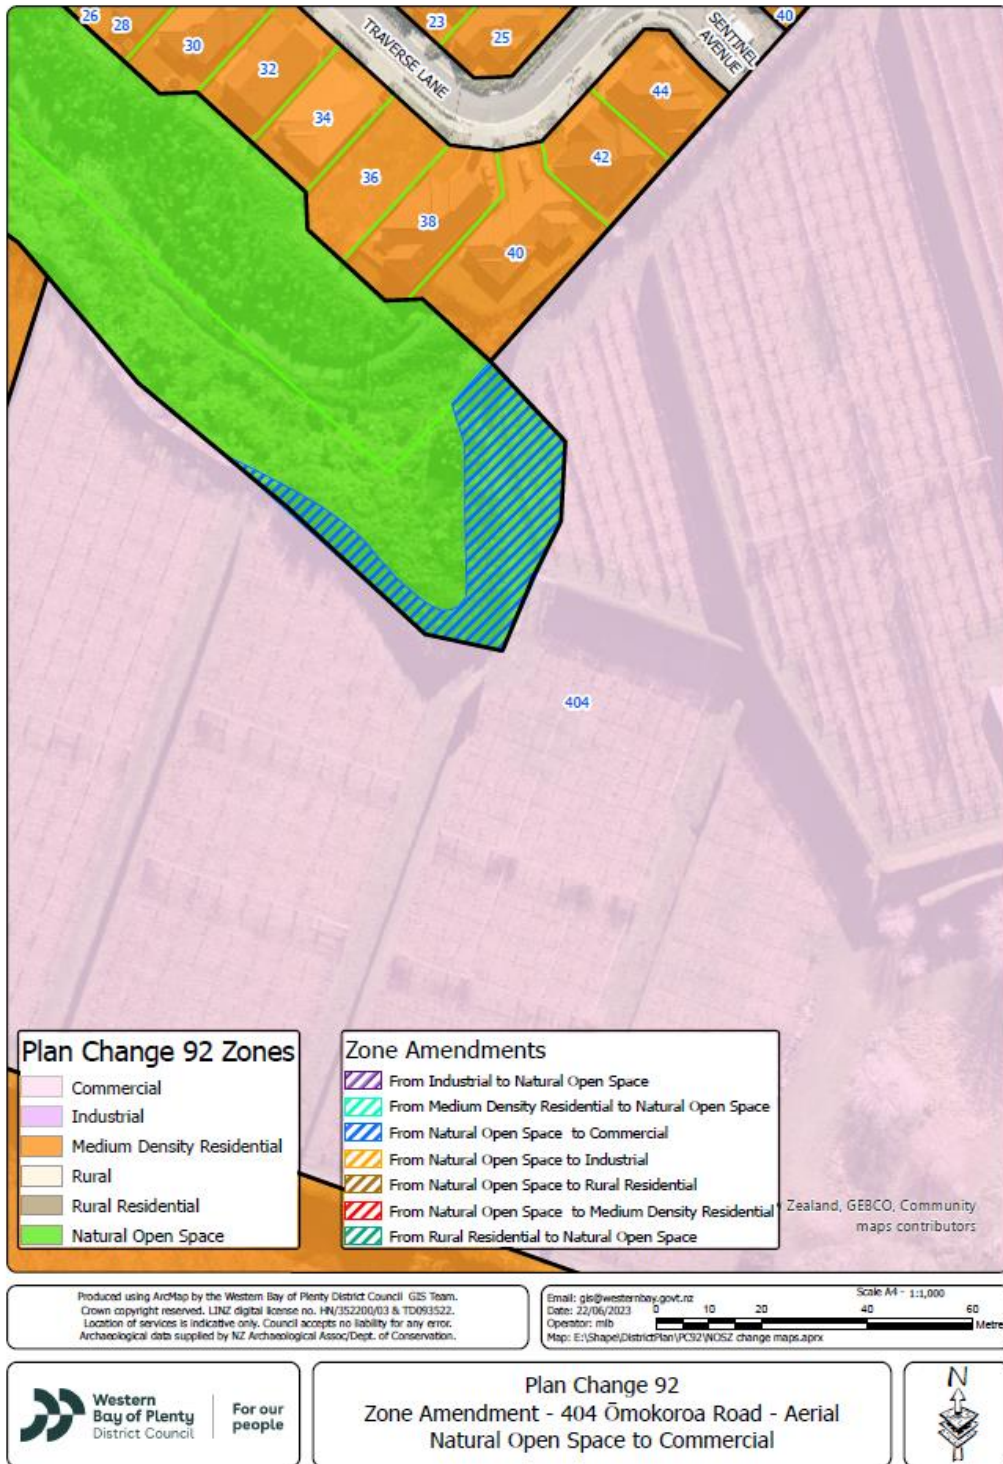 26
28
30
32
34
36
38
40
42
44
23
25
40
TRAVERSE LANE
SENTINEL
AVENUE
404
Plan Change 92 Zones
Commercial
Industrial
Medium Density Residential
Rural
Rural Residential
Natural Open Space
Zone Amendments
From Industrial to Natural Open Space
From Medium Density Residential to Natural Open Space
From Natural Open Space to Commercial
From Natural Open Space to Industrial
From Natural Open Space to Rural Residential
From Natural Open Space to Medium Density Residential
From Rural Residential to Natural Open Space
Zealand, GEBCO, Community
maps contributors
Produced using ArcMap by the Western Bay of Plenty District Council GIS Team.
Crown copyright reserved. LINZ digital license no. HN/352200/03 & TD093522.
Location of services is indicative only. Council accepts no liability for any error.
Archaeological data supplied by NZ Archaeological Assoc/Dept. of Conservation.
Email: gis@westernbay.govt.nz
Date: 22/06/2023
Operator: mlb
Map: E:\Shape\DistrictPlan\PC92\NOSZ change maps.aprx
Scale A4 - 1:1,000
0 10 20 40 60
Metre
Western
Bay of Plenty
District Council
For our
people
Plan Change 92
Zone Amendment - 404 Ōmokoroa Road - Aerial
Natural Open Space to Commercial
N